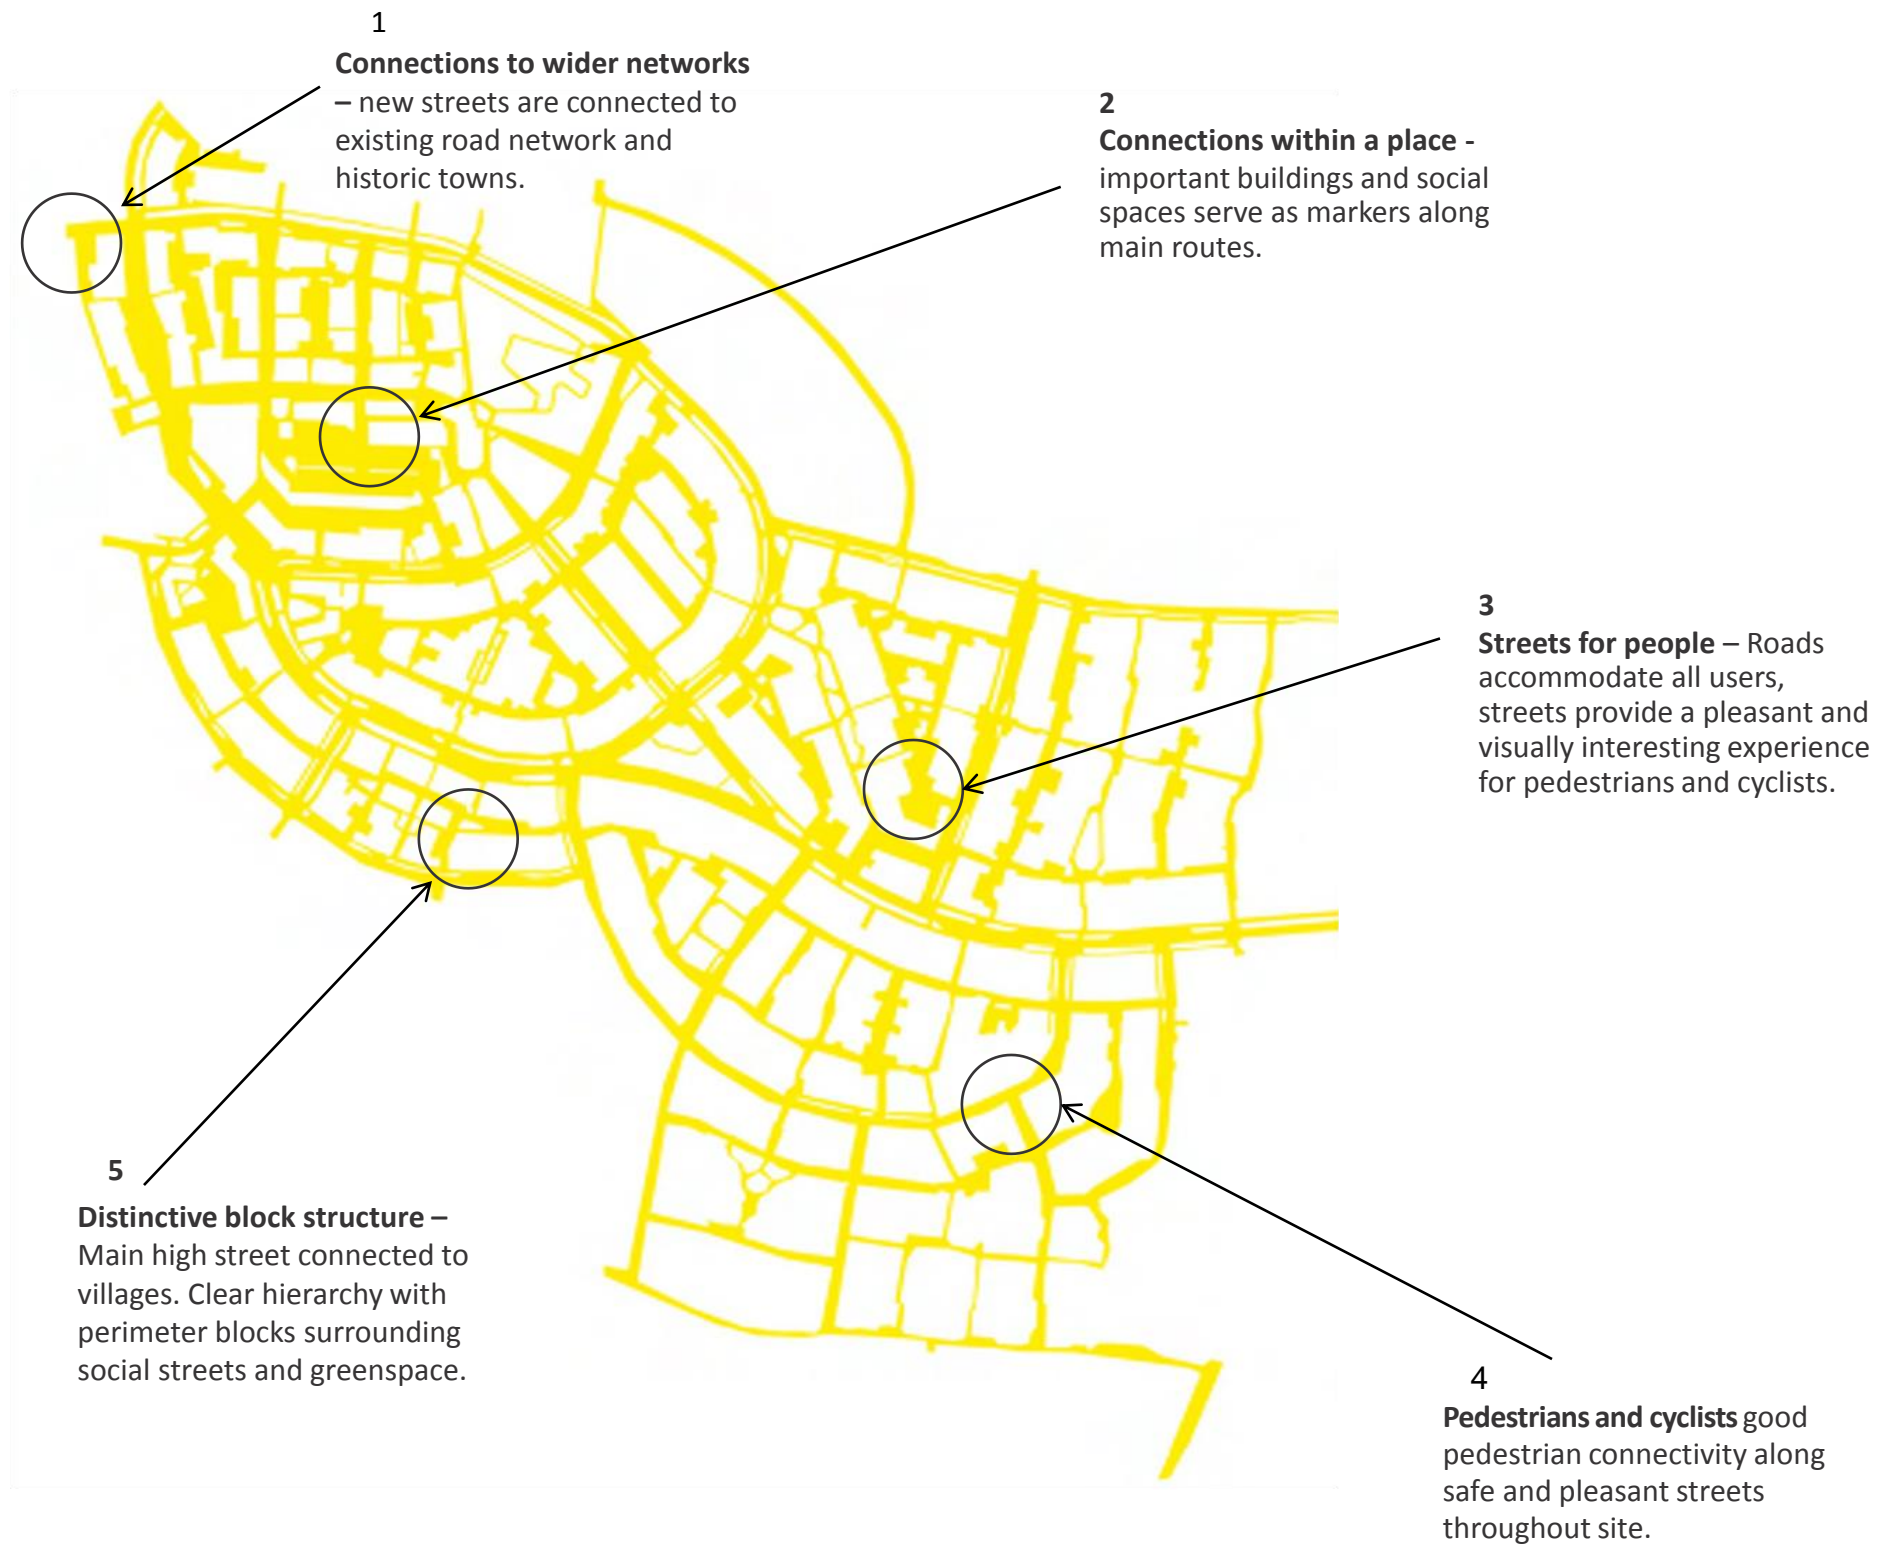 1
Connections to wider networks
– new streets are connected to
existing road network and
historic towns.
2
Connections within a place -
important buildings and social
spaces serve as markers along
main routes.
3
Streets for people – Roads
accommodate all users,
streets provide a pleasant and
visually interesting experience
for pedestrians and cyclists.
5
Distinctive block structure –
Main high street connected to
villages. Clear hierarchy with
perimeter blocks surrounding
social streets and greenspace.
4
Pedestrians and cyclists good
pedestrian connectivity along
safe and pleasant streets
throughout site.